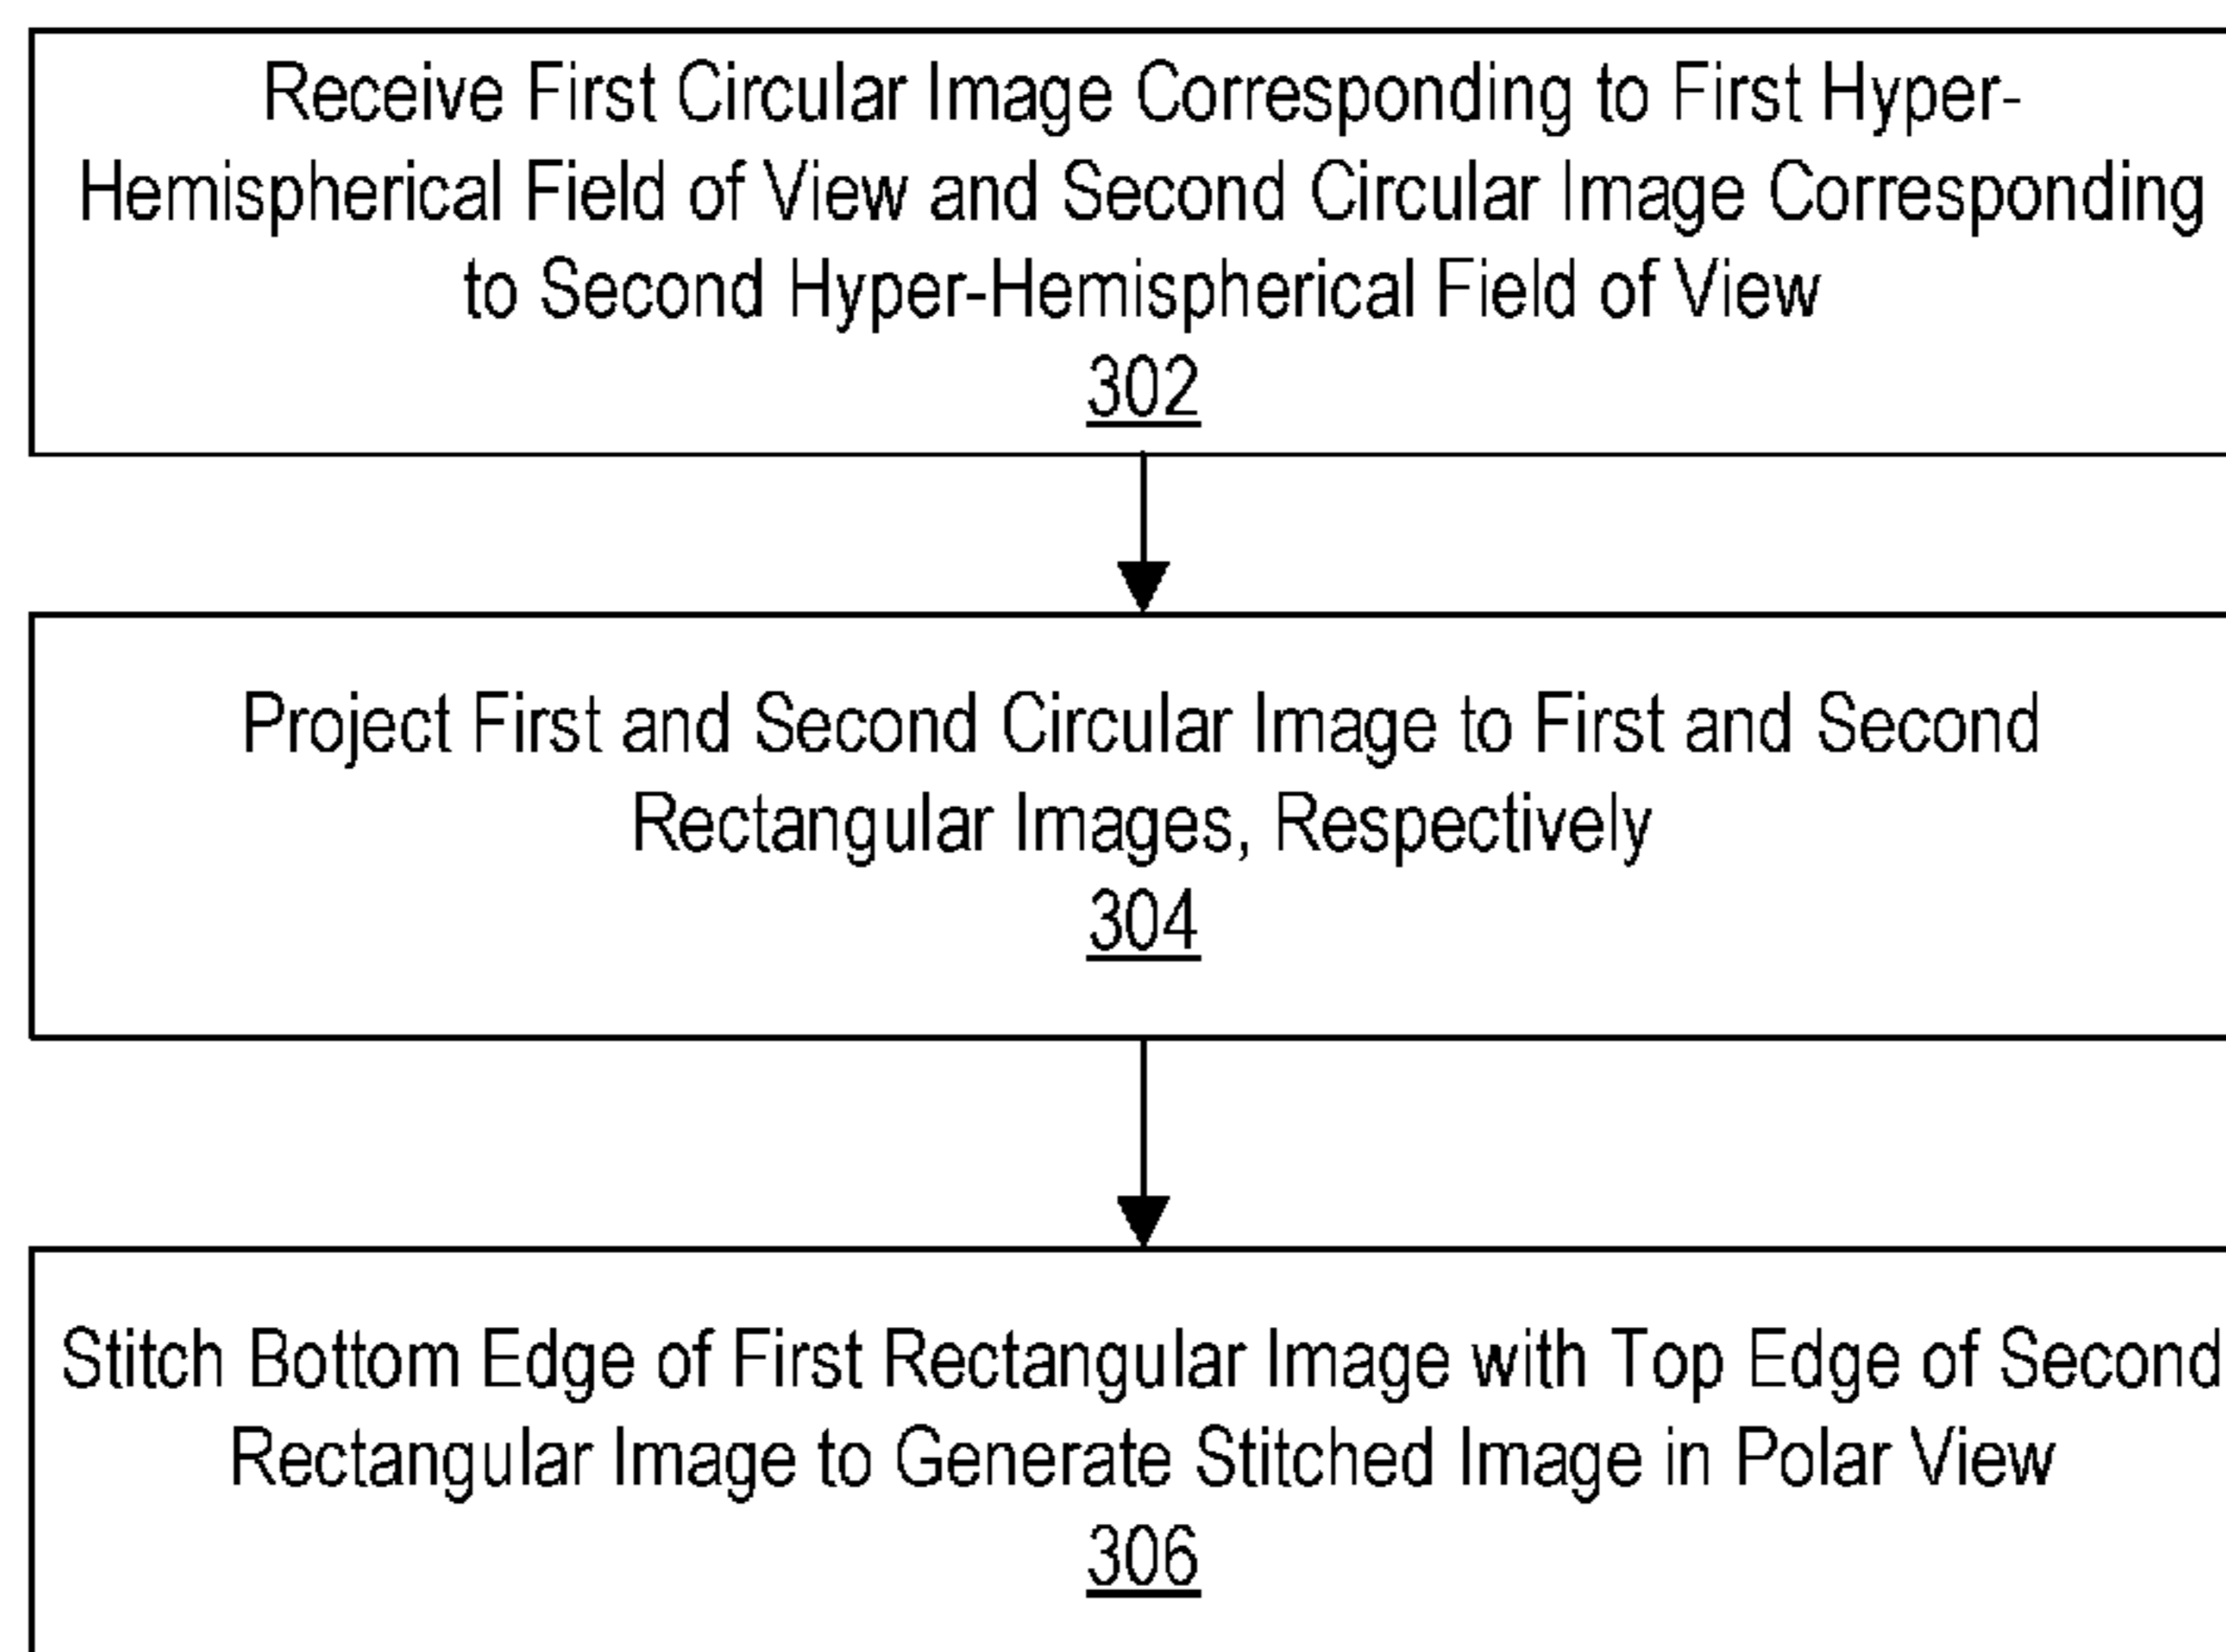 Receive First Circular Image Corresponding to First Hyper-
Hemispherical Field of View and Second Circular Image Corresponding
to Second Hyper-Hemispherical Field of View
302
Project First and Second Circular Image to First and Second
Rectangular Images, Respectively
304
Stitch Bottom Edge of First Rectangular Image with Top Edge of Second
Rectangular Image to Generate Stitched Image in Polar View
306